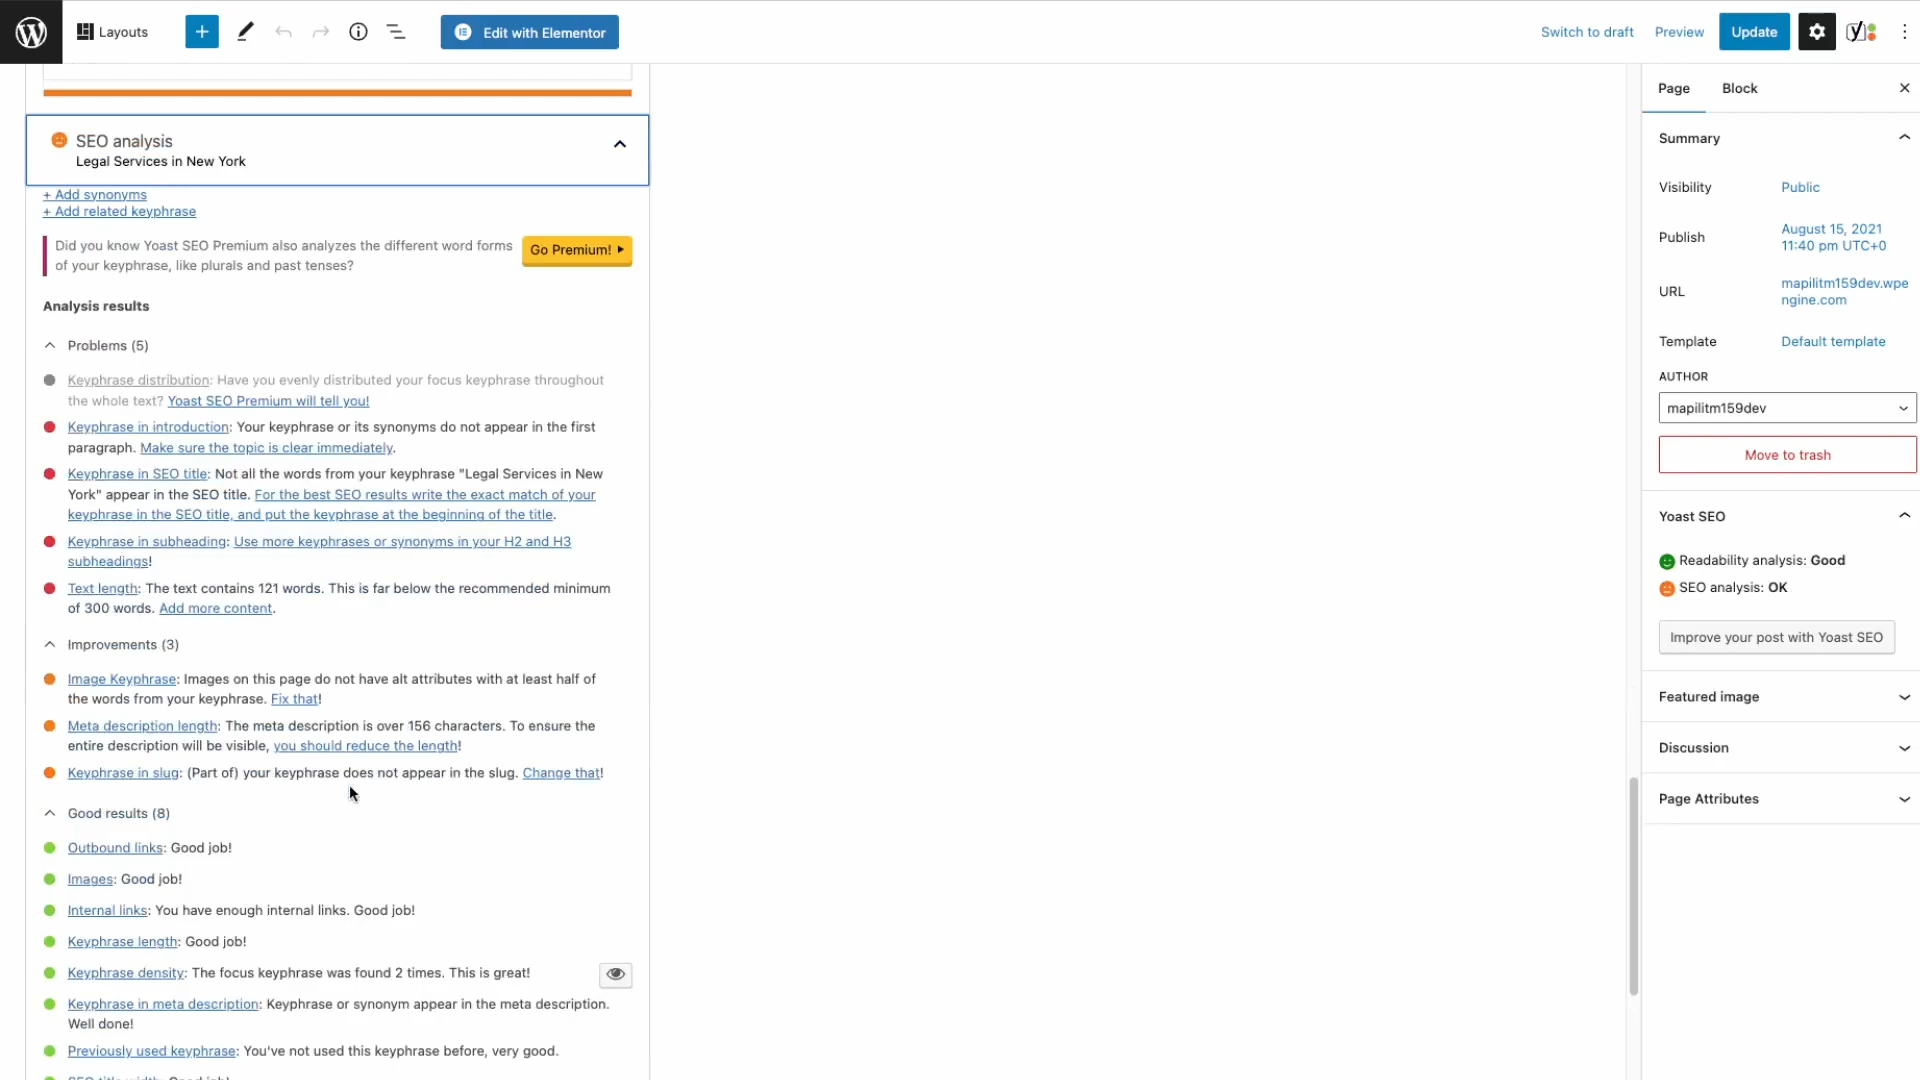 Layouts
Edit with Elementor
Switch to draft
Preview
Update
SEO analysis
Legal Services in New York
+ Add synonyms
+ Add related keyphrase
Did you know Yoast SEO Premium also analyzes the different word forms
of your keyphrase, like plurals and past tenses?
Go Premium!
Analysis results
Problems (5)
Keyphrase distribution: Have you evenly distributed your focus keyphrase throughout
the whole text? Yoast SEO Premium will tell you!
Keyphrase in introduction: Your keyphrase or its synonyms do not appear in the first
paragraph. Make sure the topic is clear immediately.
Keyphrase in SEO title: Not all the words from your keyphrase "Legal Services in New
York" appear in the SEO title. For the best SEO results write the exact match of your
keyphrase in the SEO title, and put the keyphrase at the beginning of the title.
Keyphrase in subheading: Use more keyphrases or synonyms in your H2 and H3
subheadings!
Text length: The text contains 121 words. This is far below the recommended minimum
of 300 words. Add more content.
Improvements (3)
Image Keyphrase: Images on this page do not have alt attributes with at least half of
the words from your keyphrase. Fix that!
Meta description length: The meta description is over 156 characters. To ensure the
entire description will be visible, you should reduce the length!
Keyphrase in slug: (Part of) your keyphrase does not appear in the slug. Change that!
Good results (8)
Outbound links: Good job!
Images: Good job!
Internal links: You have enough internal links. Good job!
Keyphrase length: Good job!
Keyphrase density: The focus keyphrase was found 2 times. This is great!
Keyphrase in meta description: Keyphrase or synonym appear in the meta description.
Well done!
Previously used keyphrase: You've not used this keyphrase before, very good.
SEO title width: Good job!
Page
Block
Summary
Visibility
Public
Publish
August 15, 2021
11:40 pm UTC+0
URL
mapilitm159dev.wpe
ngine.com
Template
Default template
AUTHOR
mapilitm159dev
Move to trash
Yoast SEO
Readability analysis: Good
SEO analysis: OK
Improve your post with Yoast SEO
Featured image
Discussion
Page Attributes